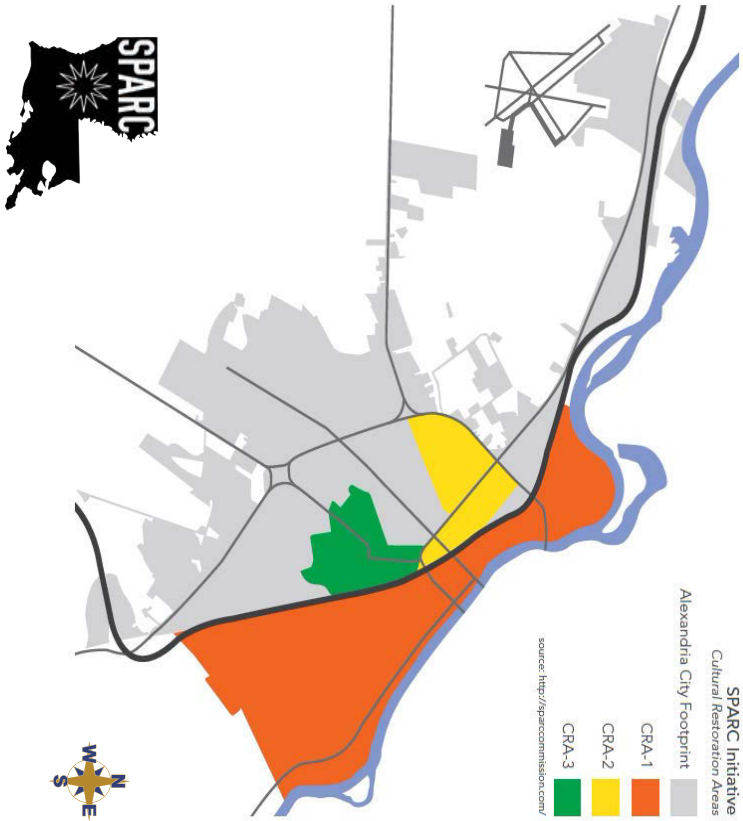 SPARC Initiative
Cultural Restoration Areas
Alexandria City Footprint
CRA-1
CRA-2
CRA-3
source: http://sparccommission.com/
SPARC
N
W
E
S